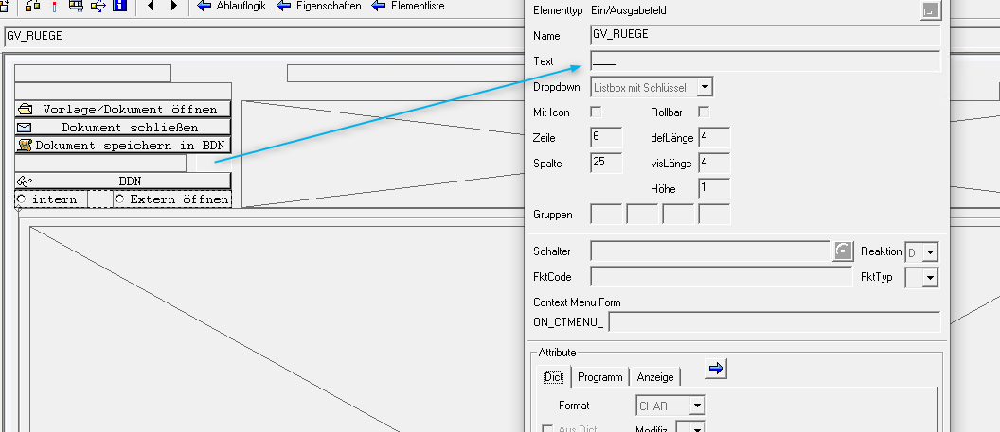 Ablauflogik Eigenschaften Elementliste
GV_RUEGE
Vorlage/Dokument öffnen
Dokument schließen
Dokument speichern in BDN
BDN
intern Extern öffnen
Elementtyp Ein/Ausgabefeld
Name GV_RUEGE
Text ____
Dropdown Listbox mit Schlüssel
Mit Icon Rollbar
Zeile 6 defLänge 4
Spalte 25 visLänge 4
Höhe 1
Gruppen
Schalter Reaktion D
FktCode FktTyp
Context Menu Form
ON_CTMENU_
Attribute
Dict Programm Anzeige
Format CHAR
Aus Dict Modifiz